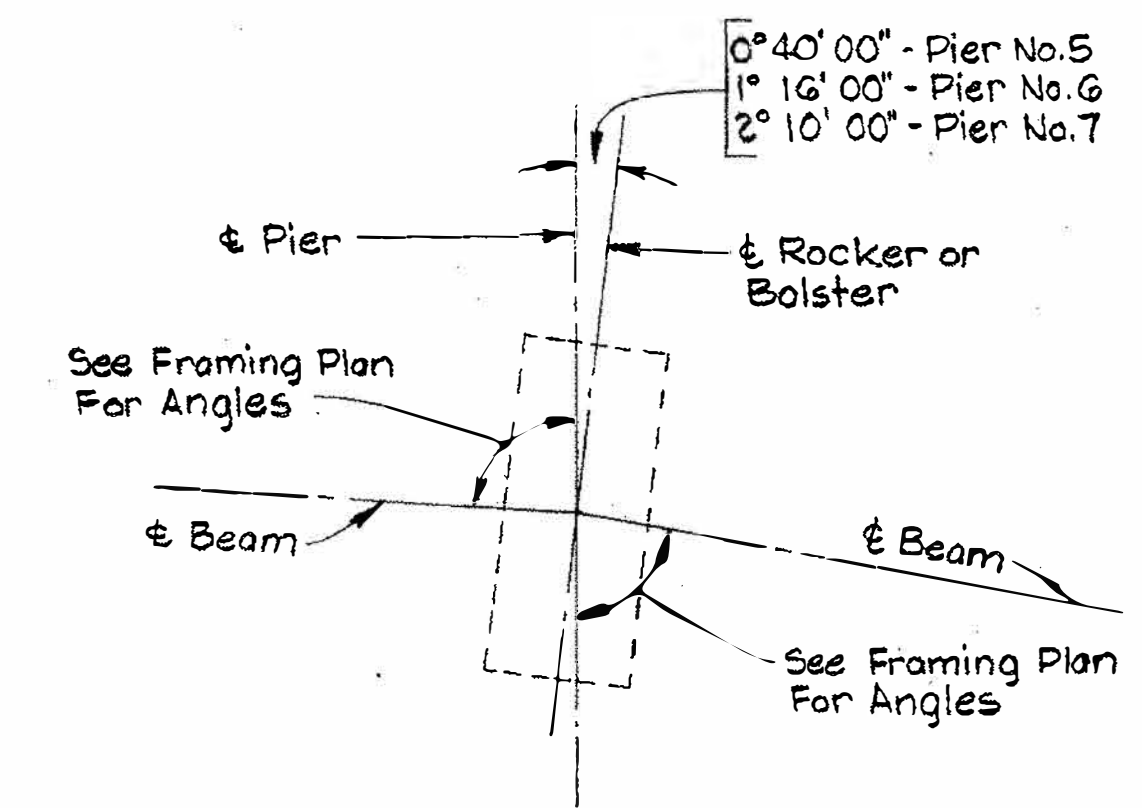 0° 40' 00" - Pier No.5
1° 16' 00" - Pier No.6
2° 10' 00" - Pier No.7
℄ Pier
℄ Rocker or
Bolster
See Framing Plan
For Angles
℄ Beam
℄ Beam
See Framing Plan
For Angles